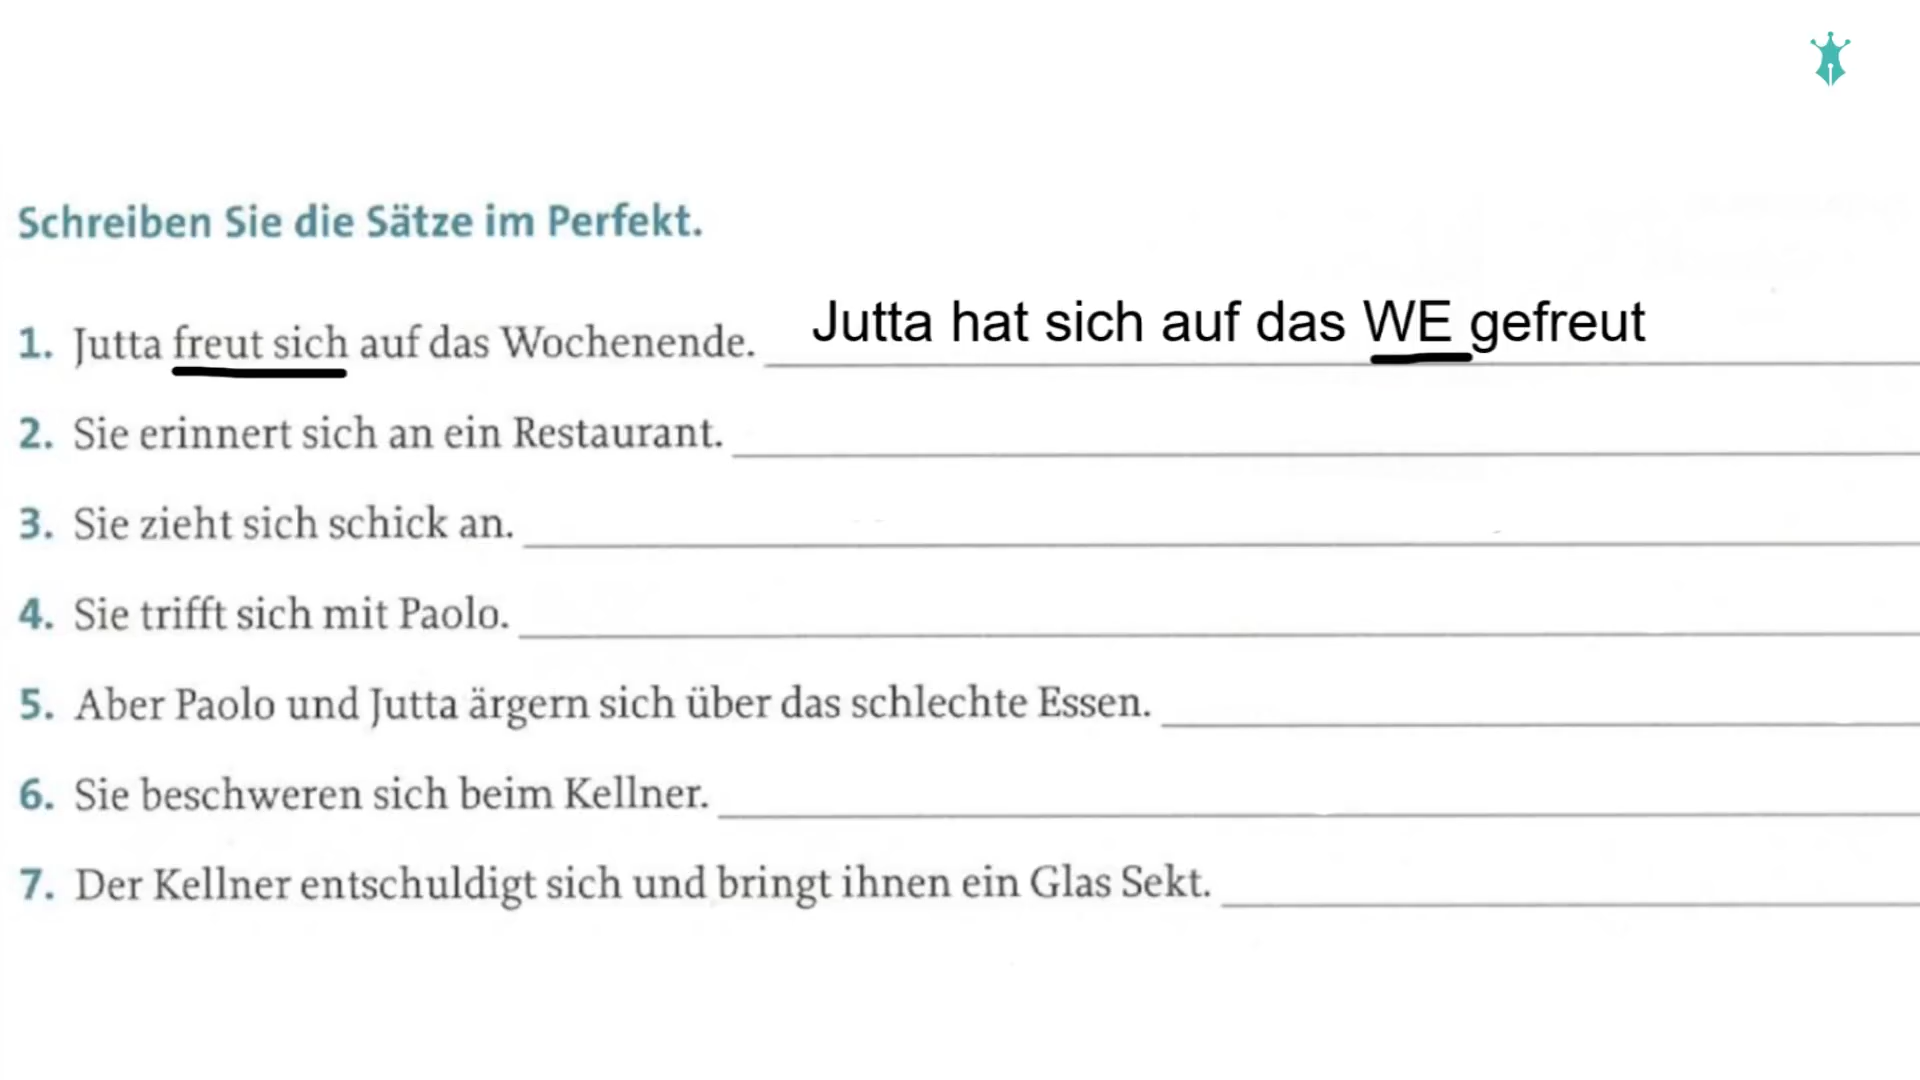 Schreiben Sie die Sätze im Perfekt.
1. Jutta freut sich auf das Wochenende. Jutta hat sich auf das WE gefreut
2. Sie erinnert sich an ein Restaurant.
3. Sie zieht sich schick an.
4. Sie trifft sich mit Paolo.
5. Aber Paolo und Jutta ärgern sich über das schlechte Essen.
6. Sie beschweren sich beim Kellner.
7. Der Kellner entschuldigt sich und bringt ihnen ein Glas Sekt.